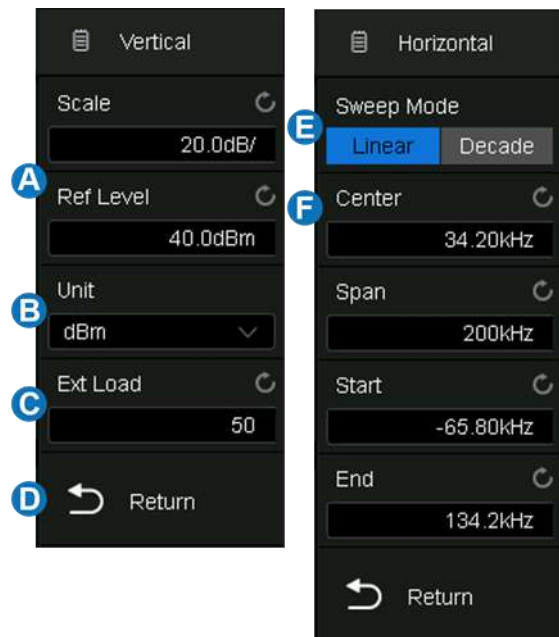 Vertical
Scale
20.0dB/
A
Ref Level
40.0dBm
Unit
B
dBm
Ext Load
C
50
D
Return
Horizontal
Sweep Mode
E
Linear Decade
F
Center
34.20kHz
Span
200kHz
Start
-65.80kHz
End
134.2kHz
Return